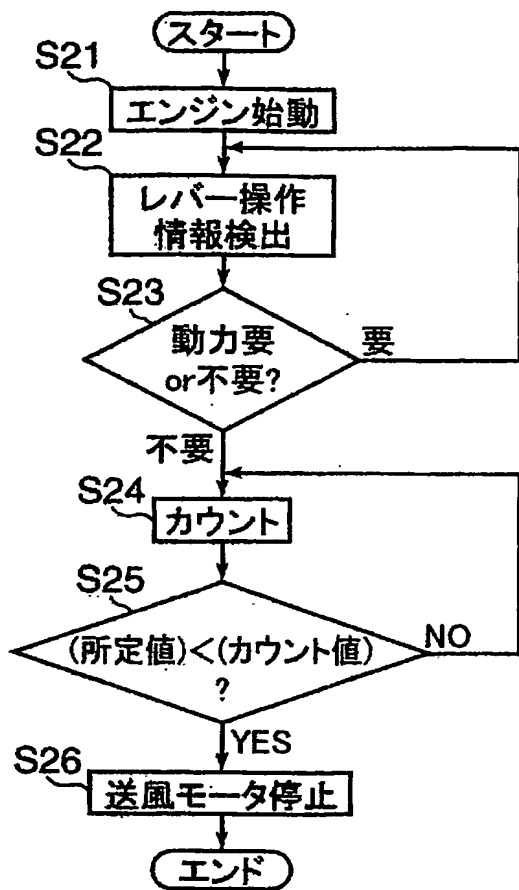 スタート
S21
エンジン始動
S22
レバー操作
情報検出
S23
動力要
or不要?
要
不要
S24
カウント
S25
(所定値)<(カウント値)
?
NO
YES
S26
送風モータ停止
エンド